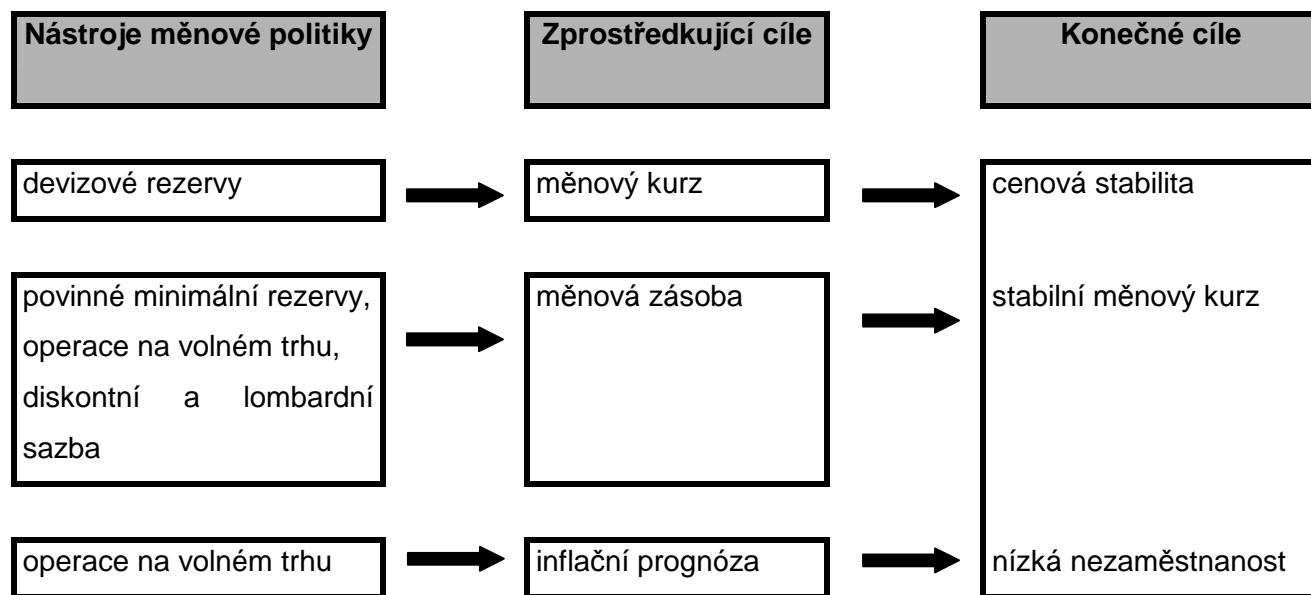 Nástroje měnové politiky
Zprostředkující cíle
Konečné cíle
devizové rezervy
měnový kurz
cenová stabilita
povinné minimální rezervy,
operace na volném trhu,
diskontní a lombardní
sazba
měnová zásoba
stabilní měnový kurz
operace na volném trhu
inflační prognóza
nízká nezaměstnanost